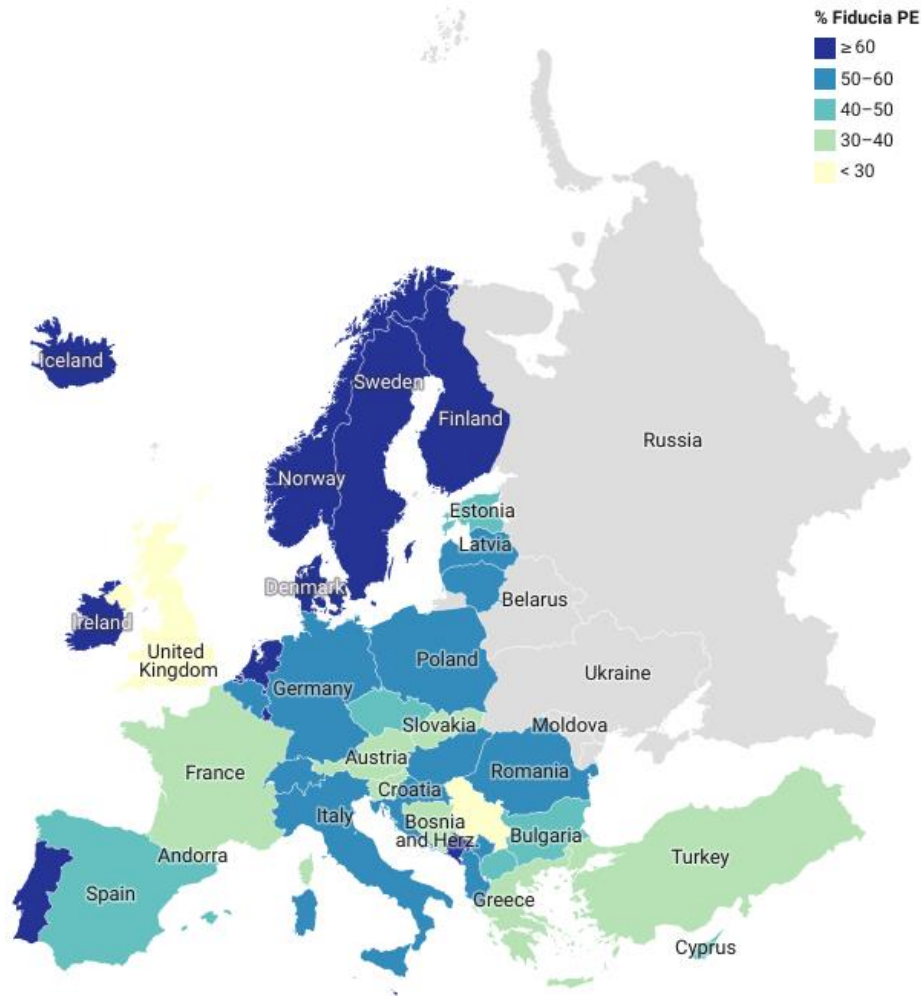 % Fiducia PE
≥ 60
50–60
40–50
30–40
< 30
Iceland
Sweden
Finland
Russia
Norway
Estonia
Latvia
Denmark
Belarus
Ireland
United
Kingdom
Poland
Ukraine
Germany
Slovakia
Moldova
Austria
France
Romania
Croatia
Italy
Bosnia
and Herz.
Bulgaria
Andorra
Turkey
Spain
Greece
Cyprus